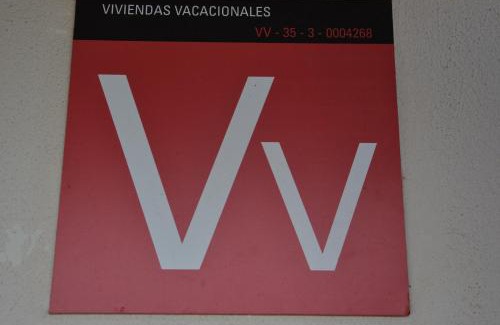 VIVIENDAS VACACIONALES
VV - 35 - 3 - 0004268
Vv